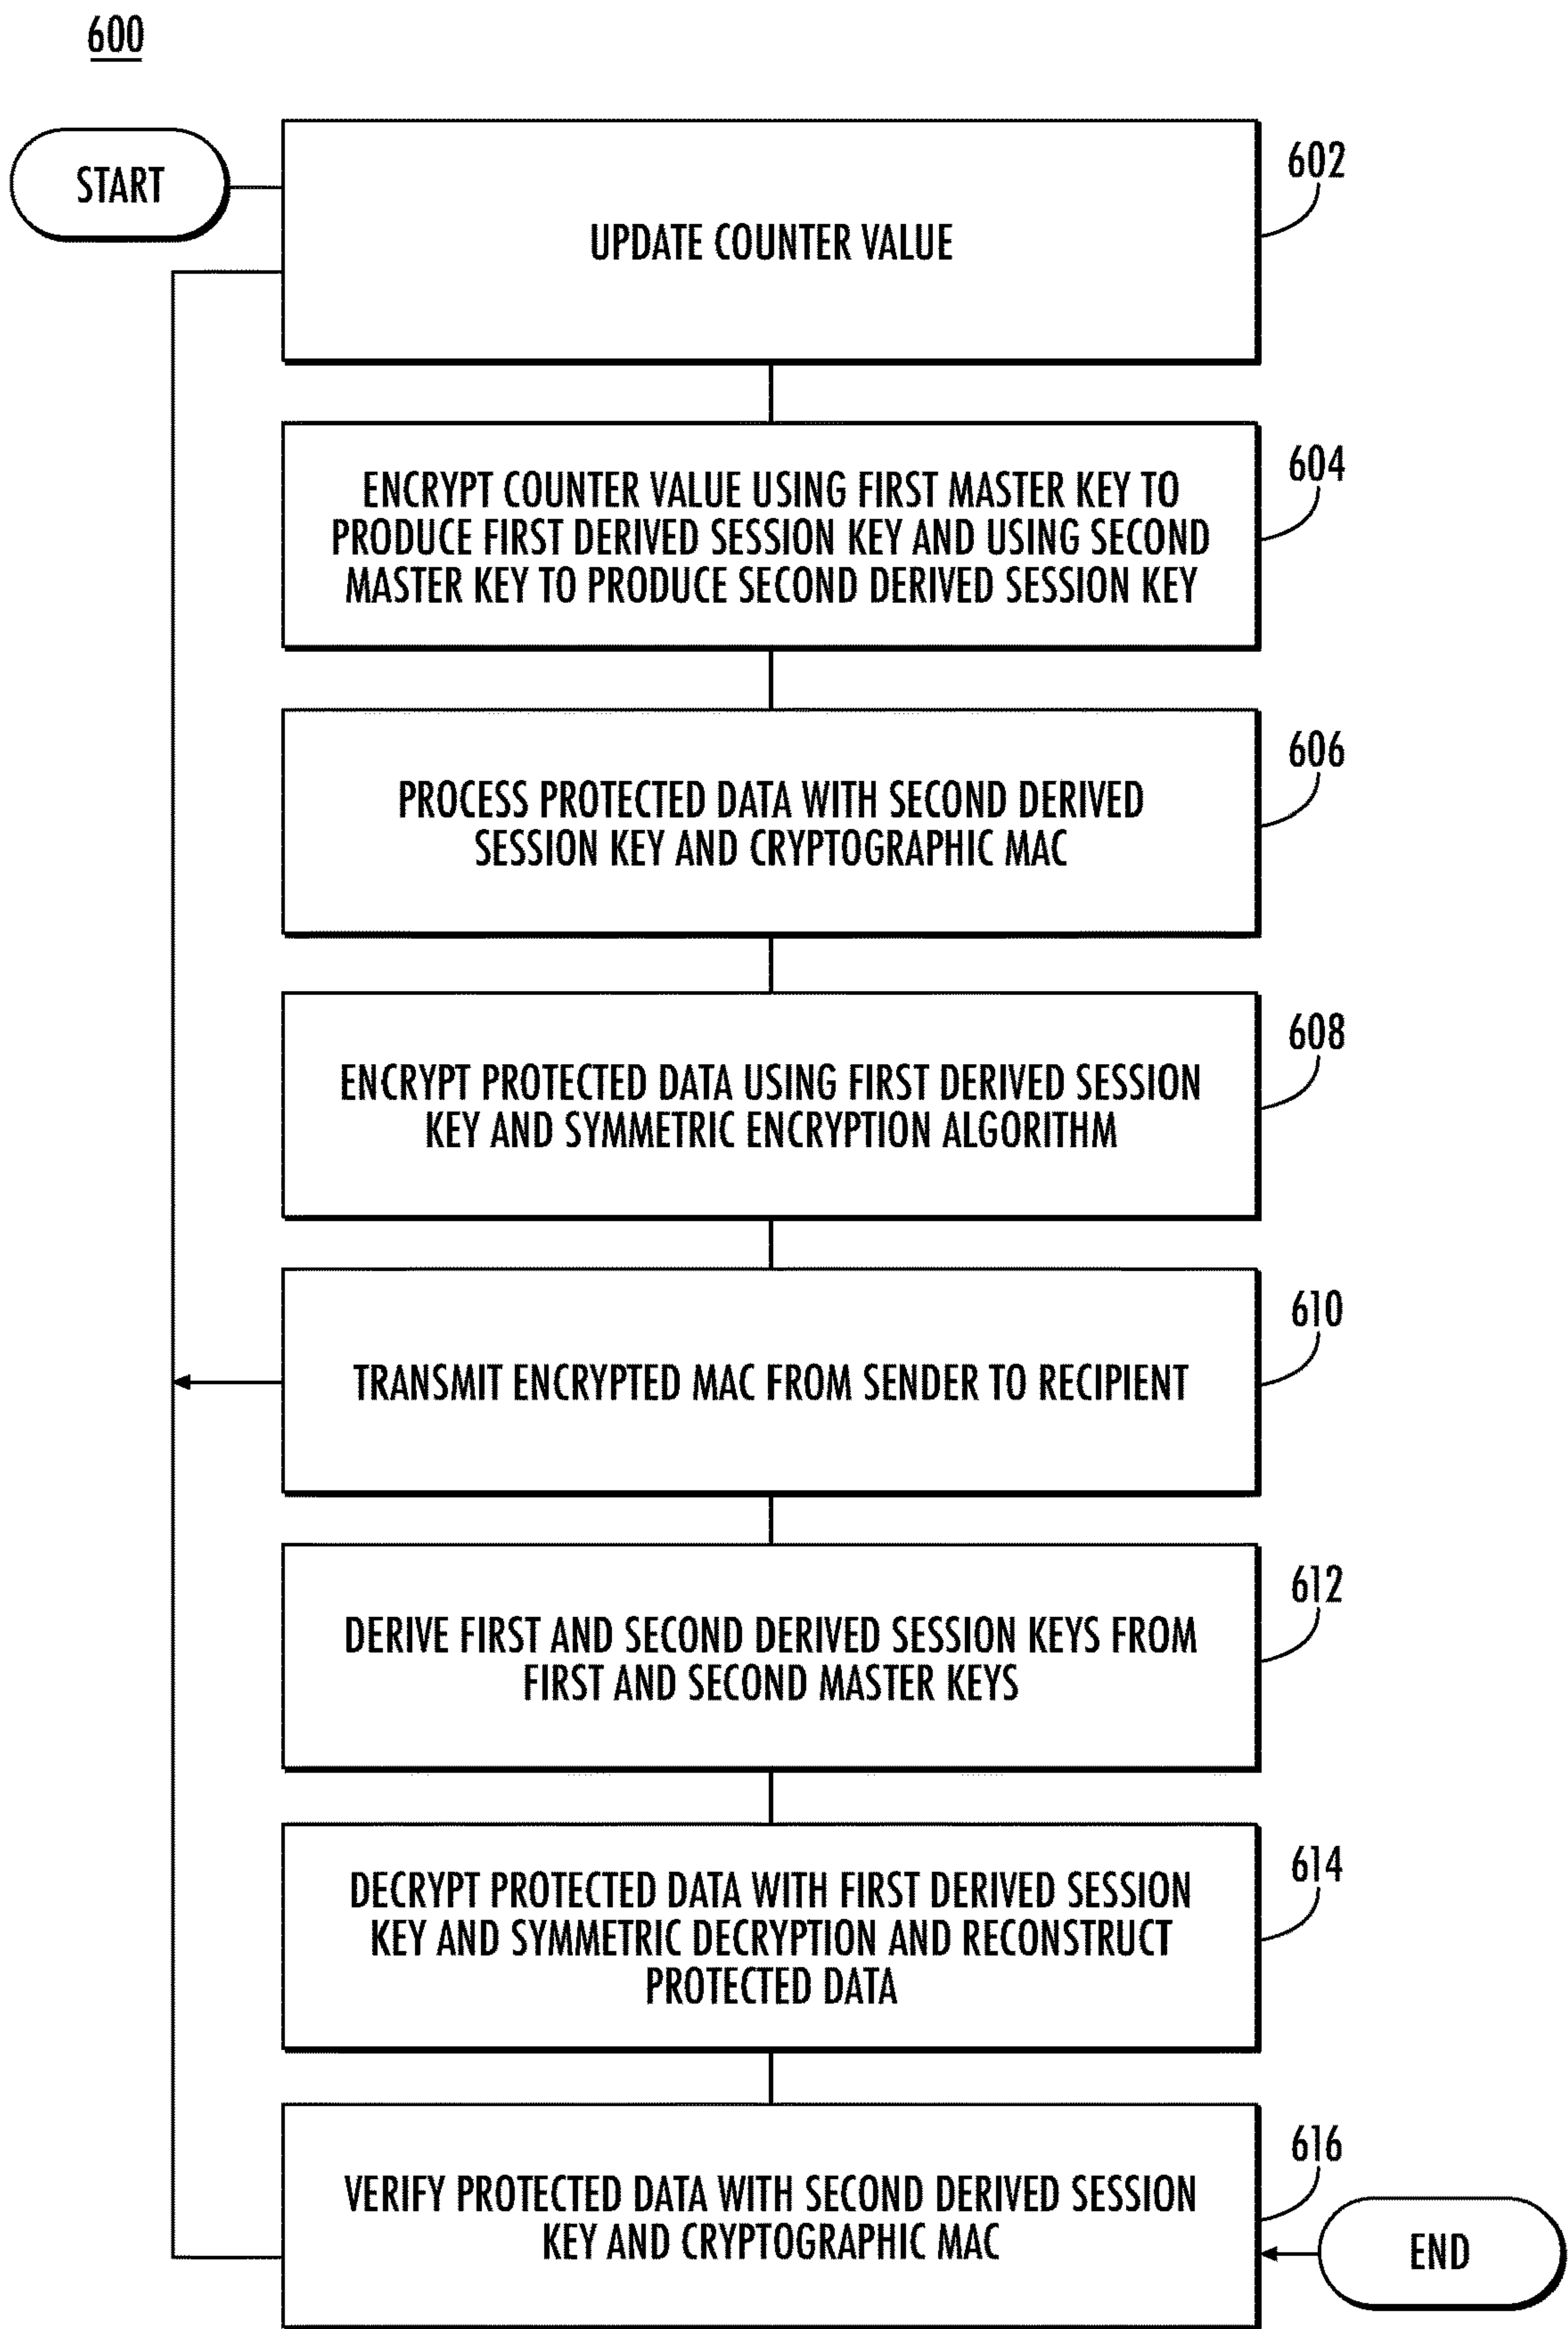 600
START
UPDATE COUNTER VALUE
602
ENCRYPT COUNTER VALUE USING FIRST MASTER KEY TO
PRODUCE FIRST DERIVED SESSION KEY AND USING SECOND
MASTER KEY TO PRODUCE SECOND DERIVED SESSION KEY
604
PROCESS PROTECTED DATA WITH SECOND DERIVED
SESSION KEY AND CRYPTOGRAPHIC MAC
606
ENCRYPT PROTECTED DATA USING FIRST DERIVED SESSION
KEY AND SYMMETRIC ENCRYPTION ALGORITHM
608
TRANSMIT ENCRYPTED MAC FROM SENDER TO RECIPIENT
610
DERIVE FIRST AND SECOND DERIVED SESSION KEYS FROM
FIRST AND SECOND MASTER KEYS
612
DECRYPT PROTECTED DATA WITH FIRST DERIVED SESSION
KEY AND SYMMETRIC DECRYPTION AND RECONSTRUCT
PROTECTED DATA
614
VERIFY PROTECTED DATA WITH SECOND DERIVED SESSION
KEY AND CRYPTOGRAPHIC MAC
616
END